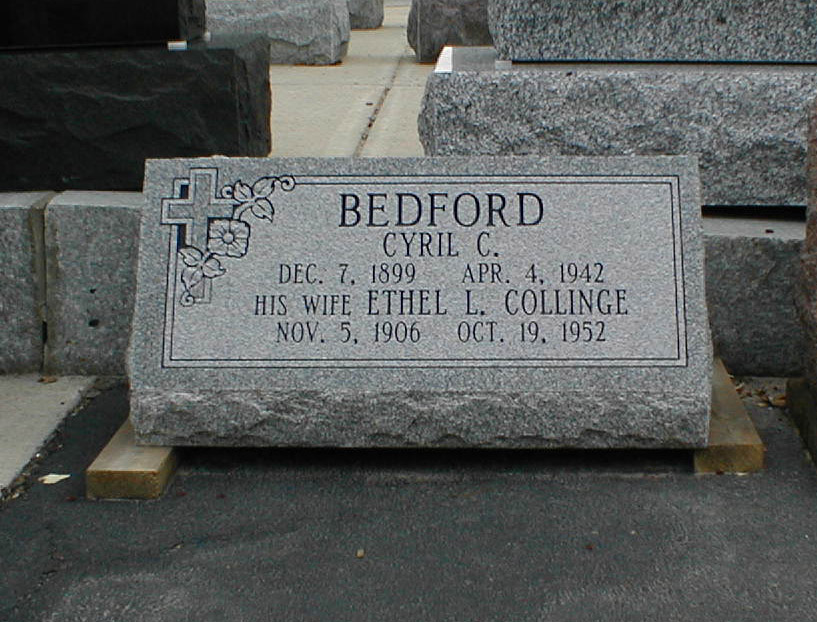 BEDFORD
CYRIL C.
DEC. 7, 1899 APR. 4, 1942
HIS WIFE ETHEL L. COLLINGE
NOV. 5, 1906 OCT. 19, 1952